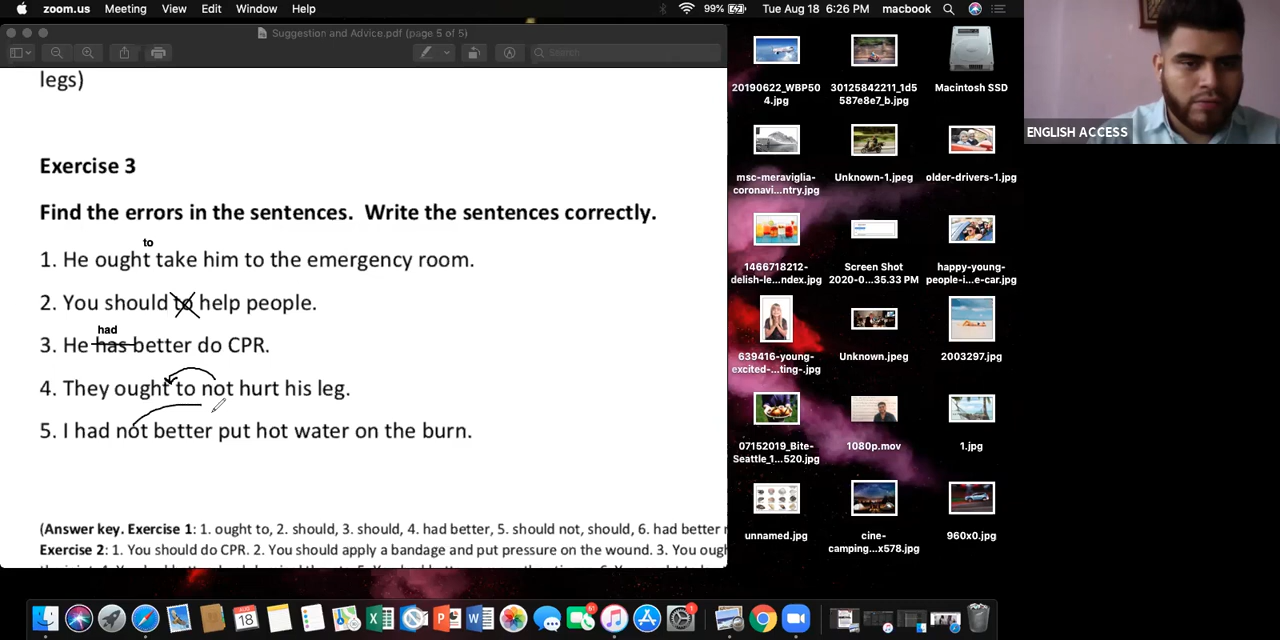 zoom.us Meeting View Edit Window Help 99% Tue Aug 18 6:26 PM macbook
Suggestion and Advice.pdf (page 5 of 5)
Search
legs)
Exercise 3
Find the errors in the sentences. Write the sentences correctly.
to
1. He ought take him to the emergency room.
2. You should to help people.
had
3. He has better do CPR.
4. They ought to not hurt his leg.
5. I had not better put hot water on the burn.
(Answer key. Exercise 1: 1. ought to, 2. should, 3. should, 4. had better, 5. should not, should, 6. had better
Exercise 2: 1. You should do CPR. 2. You should apply a bandage and put pressure on the wound. 3. You
20190622_WBP50
4.jpg
30125842211_1d5
587e8e7_b.jpg
Macintosh SSD
msc-meraviglia-
coronavi...ntry.jpg
Unknown-1.jpeg
older-drivers-1.jpg
1466718212-
delish-le...ndex.jpg
Screen Shot
2020-0...35.33 PM
happy-young-
people-i...e-car.jpg
639416-young-
excited-...ting-.jpg
Unknown.jpeg
2003297.jpg
07152019_Bite-
Seattle_1...520.jpg
1080p.mov
1.jpg
unnamed.jpg
cine-
camping...x578.jpg
960x0.jpg
ENGLISH ACCESS
AUG
18
51
1